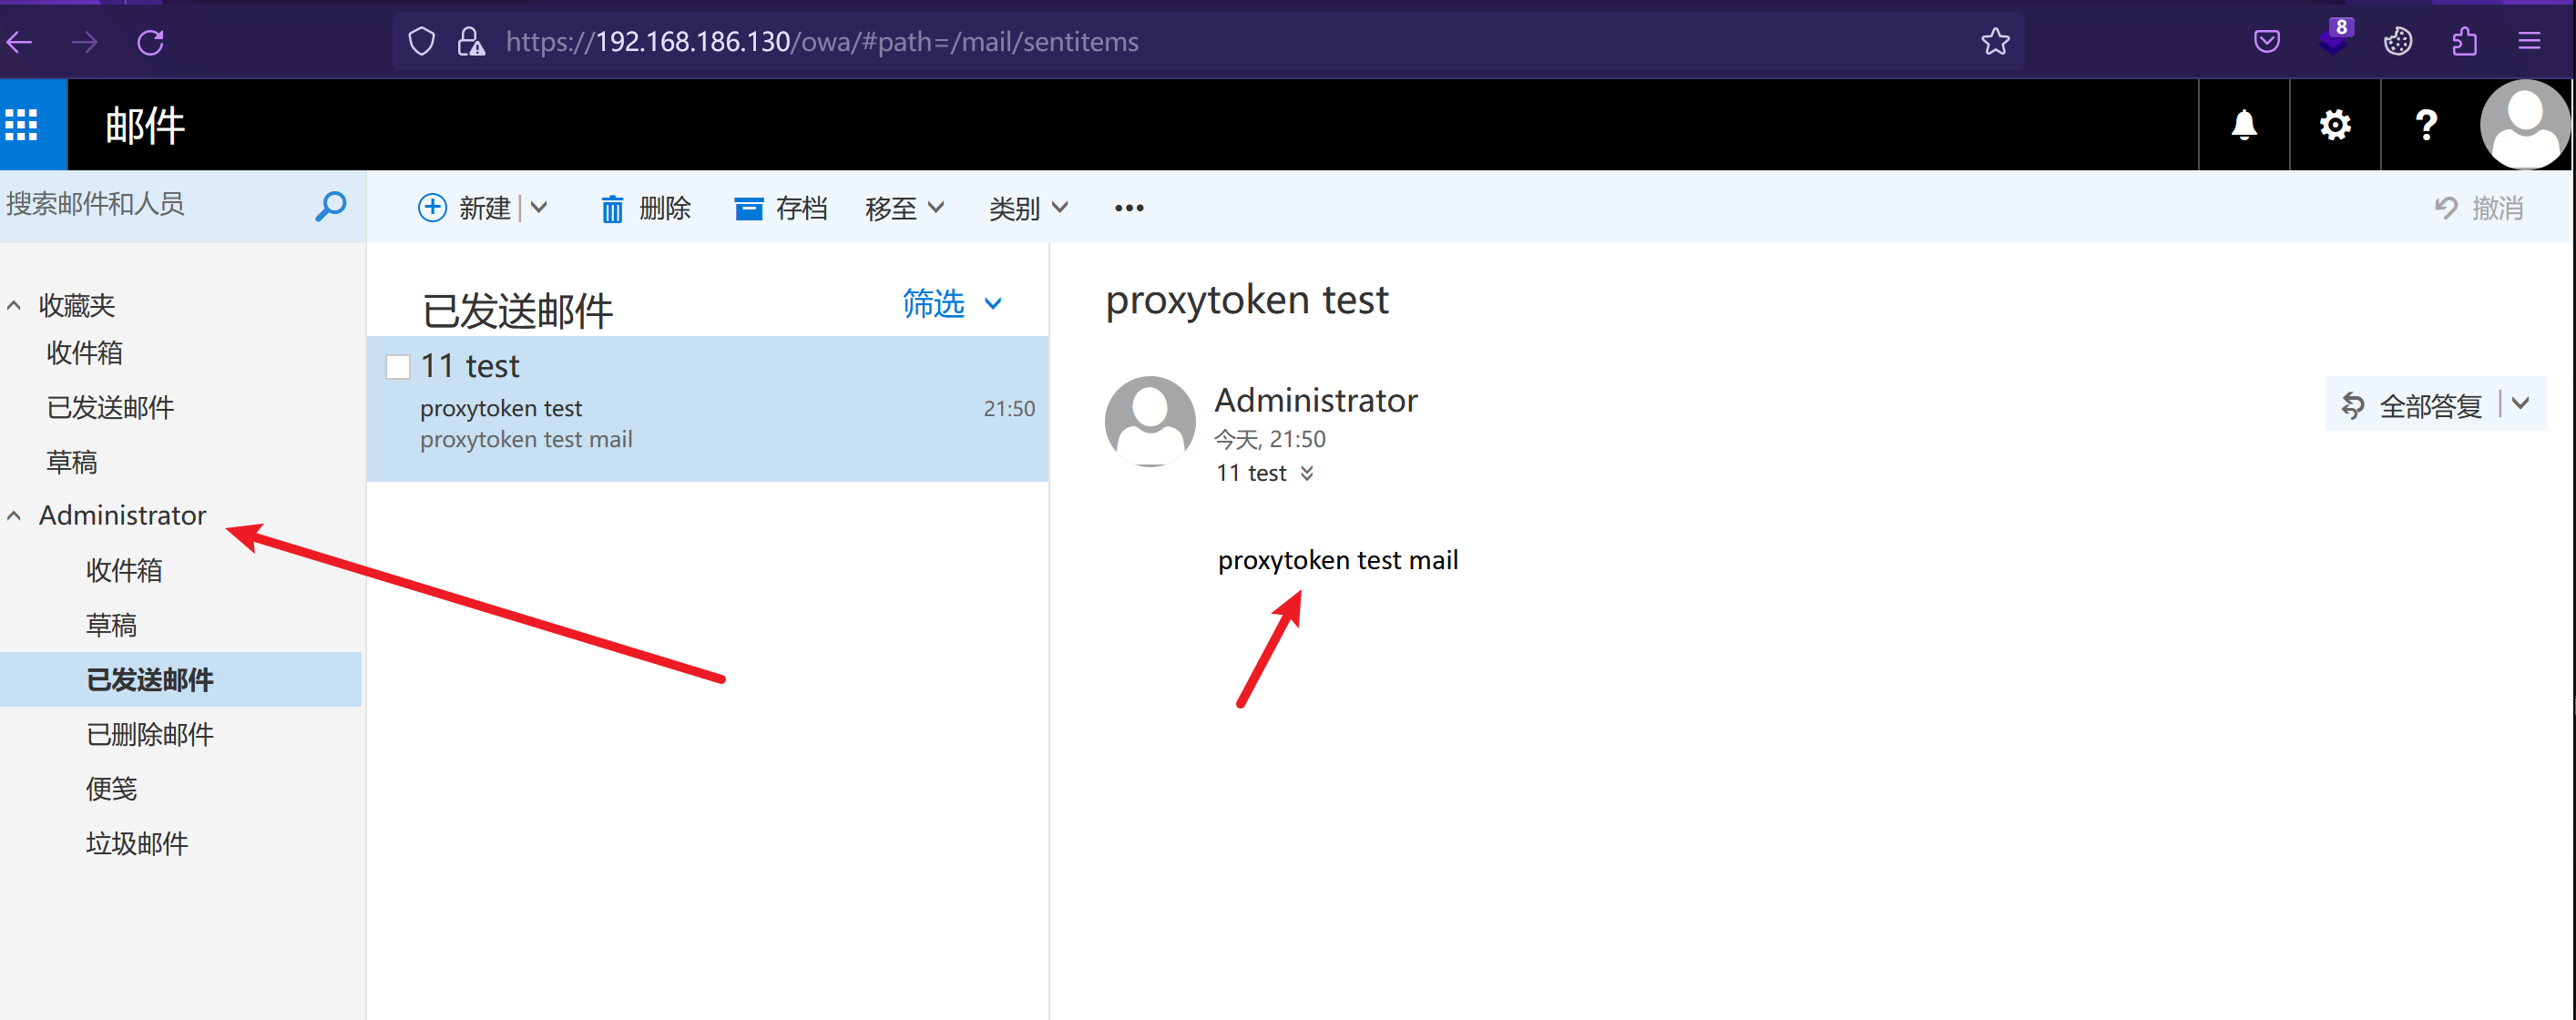 https://192.168.186.130/owa/#path=/mail/sentitems
8
邮件
?
搜索邮件和人员
新建
删除
存档
移至
类别
撤消
收藏夹
收件箱
已发送邮件
草稿
Administrator
收件箱
草稿
已发送邮件
已删除邮件
便笺
垃圾邮件
已发送邮件
筛选
11 test
proxytoken test
21:50
proxytoken test mail
proxytoken test
Administrator
今天, 21:50
11 test
全部答复
proxytoken test mail